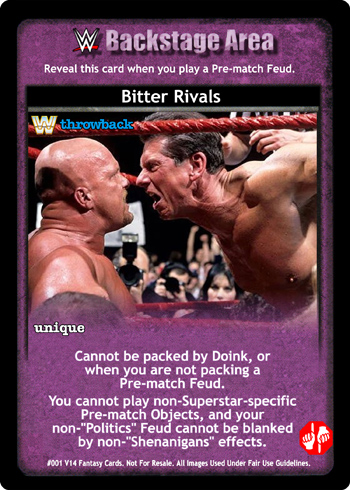 W Backstage Area
Reveal this card when you play a Pre-match Feud.
Bitter Rivals
W throwback
unique
Cannot be packed by Doink, or
when you are not packing a
Pre-match Feud.
You cannot play non-Superstar-specific
Pre-match Objects, and your
non-"Politics" Feud cannot be blanked
by non-"Shenanigans" effects.
#001 V14 Fantasy Cards. Not For Resale. All Images Used Under Fair Use Guidelines.